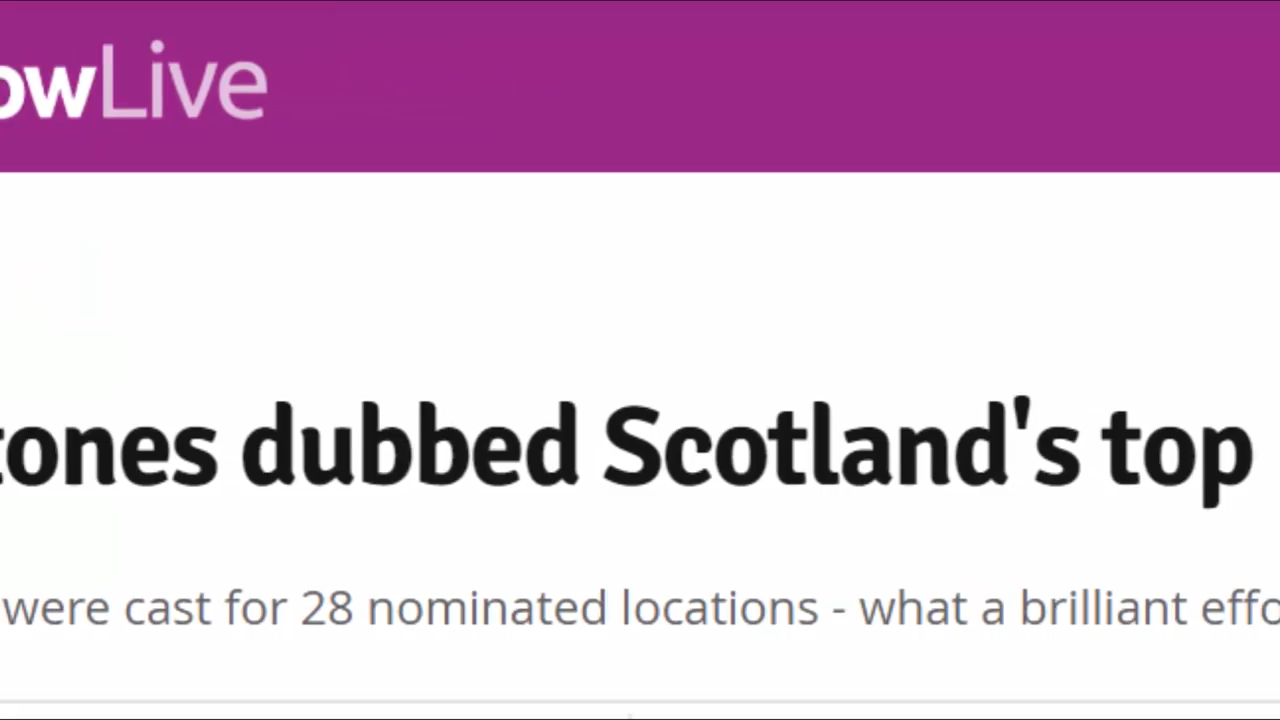 owLive
tones dubbed Scotland's top
were cast for 28 nominated locations - what a brilliant effo